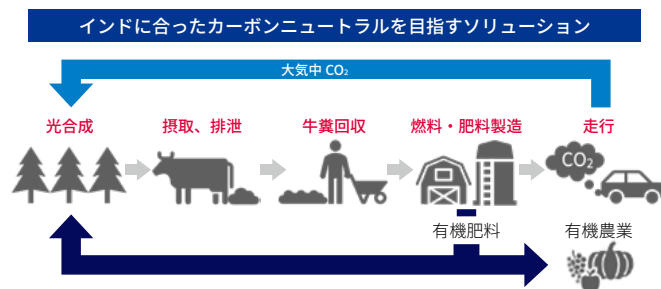 インドに合ったカーボンニュートラルを目指すソリューション
大気中 CO₂
光合成
摂取、排泄
牛糞回収
燃料・肥料製造
走行
CO₂
有機肥料
有機農業